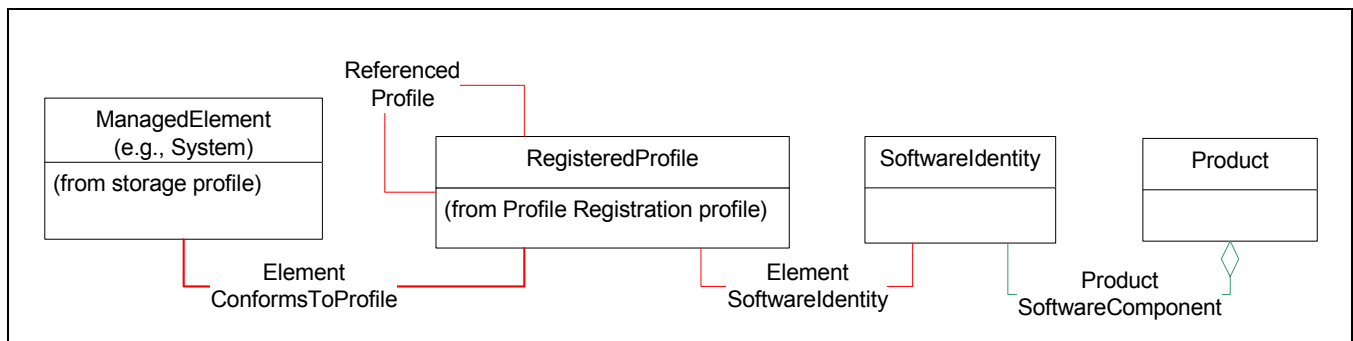 Referenced
Profile
ManagedElement
(e.g., System)
(from storage profile)
RegisteredProfile
(from Profile Registration profile)
SoftwareIdentity
Product
Element
ConformsToProfile
Element
SoftwareIdentity
Product
SoftwareComponent